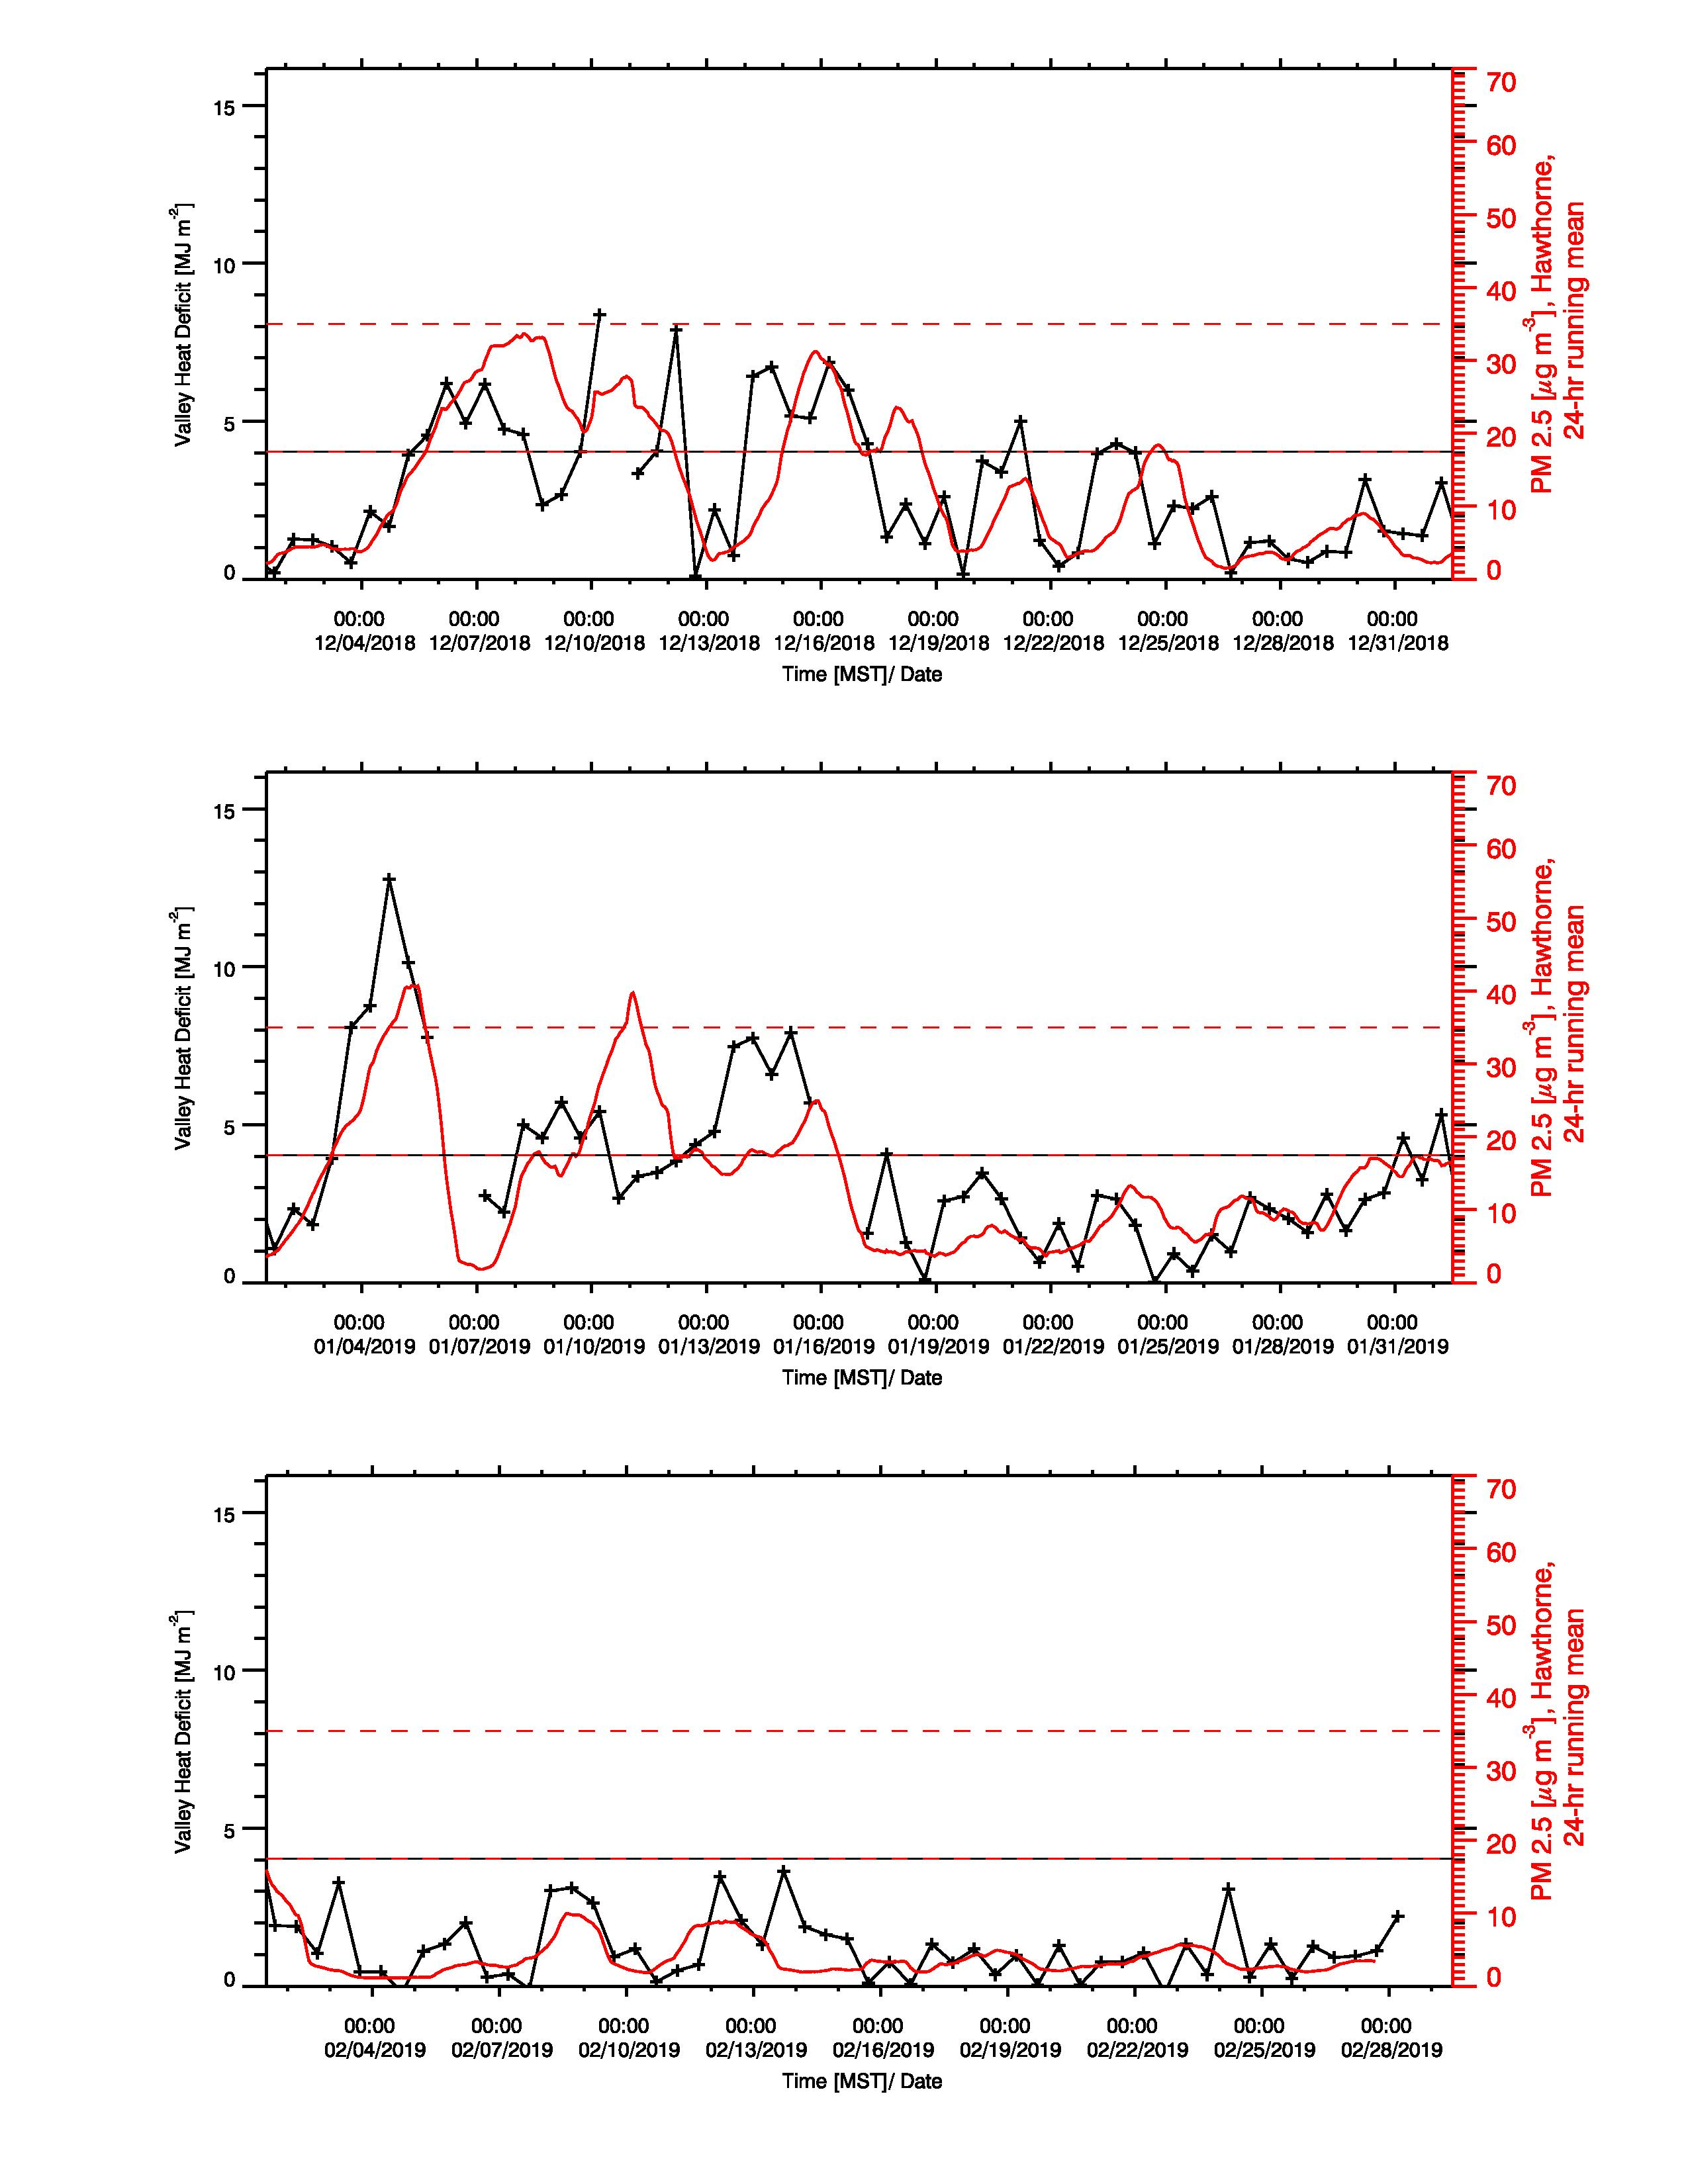 15
10
5
0
Valley Heat Deficit [MJ m-2]
70
60
50
40
30
20
10
0
PM 2.5 [μg m-3], Hawthorne,
24-hr running mean
00:00 00:00 00:00 00:00 00:00 00:00 00:00 00:00 00:00 00:00
12/04/2018 12/07/2018 12/10/2018 12/13/2018 12/16/2018 12/19/2018 12/22/2018 12/25/2018 12/28/2018 12/31/2018
Time [MST]/ Date
15
10
5
0
Valley Heat Deficit [MJ m-2]
70
60
50
40
30
20
10
0
PM 2.5 [μg m-3], Hawthorne,
24-hr running mean
00:00 00:00 00:00 00:00 00:00 00:00 00:00 00:00 00:00 00:00
01/04/2019 01/07/2019 01/10/2019 01/13/2019 01/16/2019 01/19/2019 01/22/2019 01/25/2019 01/28/2019 01/31/2019
Time [MST]/ Date
15
10
5
0
Valley Heat Deficit [MJ m-2]
70
60
50
40
30
20
10
0
PM 2.5 [μg m-3], Hawthorne,
24-hr running mean
00:00 00:00 00:00 00:00 00:00 00:00 00:00 00:00 00:00
02/04/2019 02/07/2019 02/10/2019 02/13/2019 02/16/2019 02/19/2019 02/22/2019 02/25/2019 02/28/2019
Time [MST]/ Date